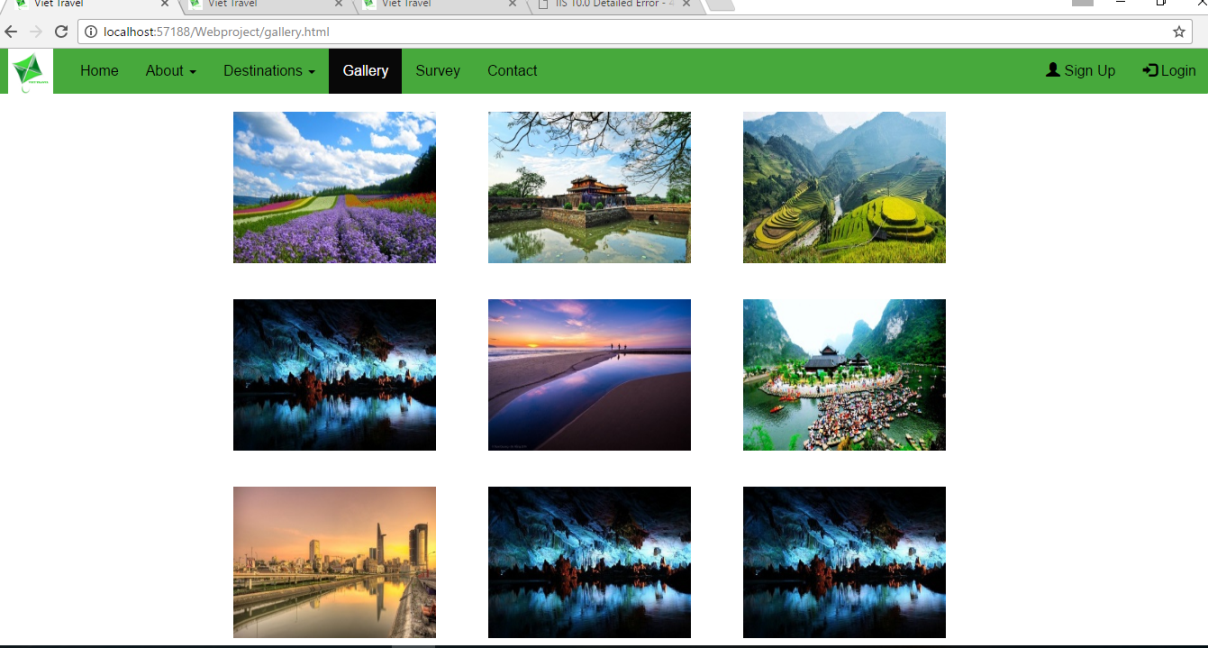 Viet Travel
Viet Travel
Viet Travel
IIS 10.0 Detailed Error - 4
localhost:57188/Webproject/gallery.html
Home
About
Destinations
Gallery
Survey
Contact
Sign Up
Login